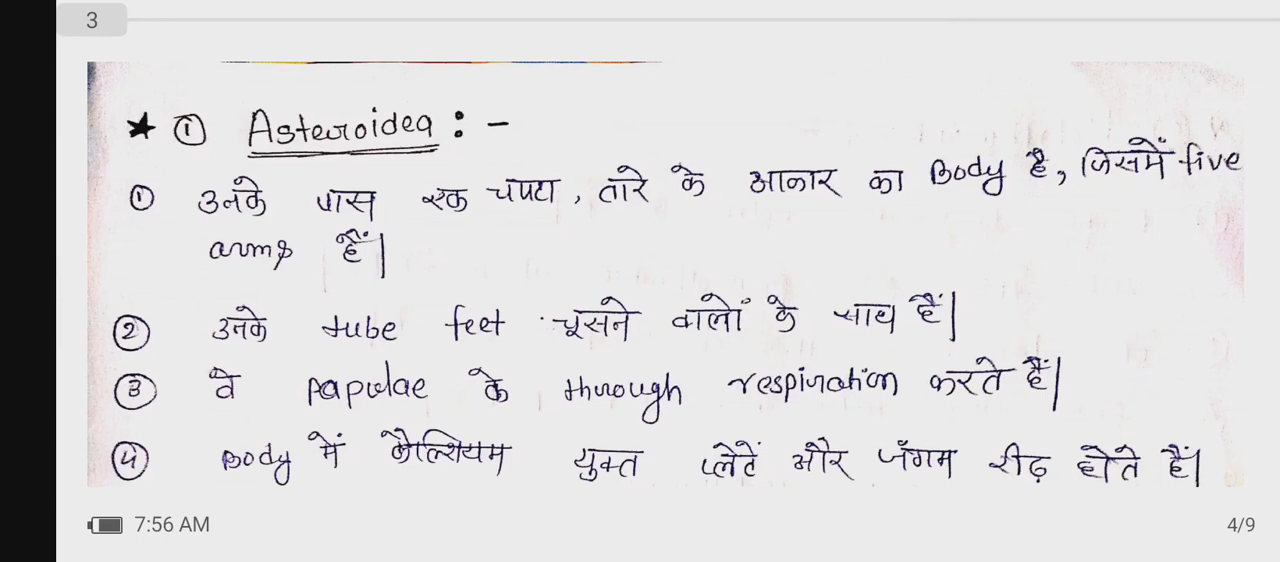 3
★ ① Asteroidea : -
① उनके पास एक चपटा, तारे के आकार का Body है, जिसमें five
arms हैं।
② उनके tube feet चूसने वालों के साथ हैं।
③ वे papulae के through respiration करते हैं।
④ Body में कैल्शियम युक्त प्लेटें और जँगम रीढ़ होते हैं।
7:56 AM
4/9